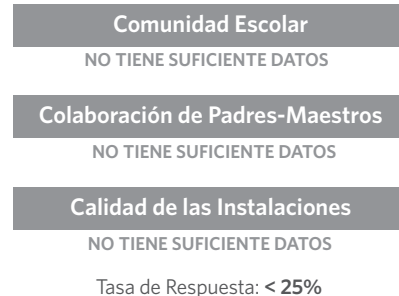 Comunidad Escolar
NO TIENE SUFICIENTE DATOS
Colaboración de Padres-Maestros
NO TIENE SUFICIENTE DATOS
Calidad de las Instalaciones
NO TIENE SUFICIENTE DATOS
Tasa de Respuesta: < 25%